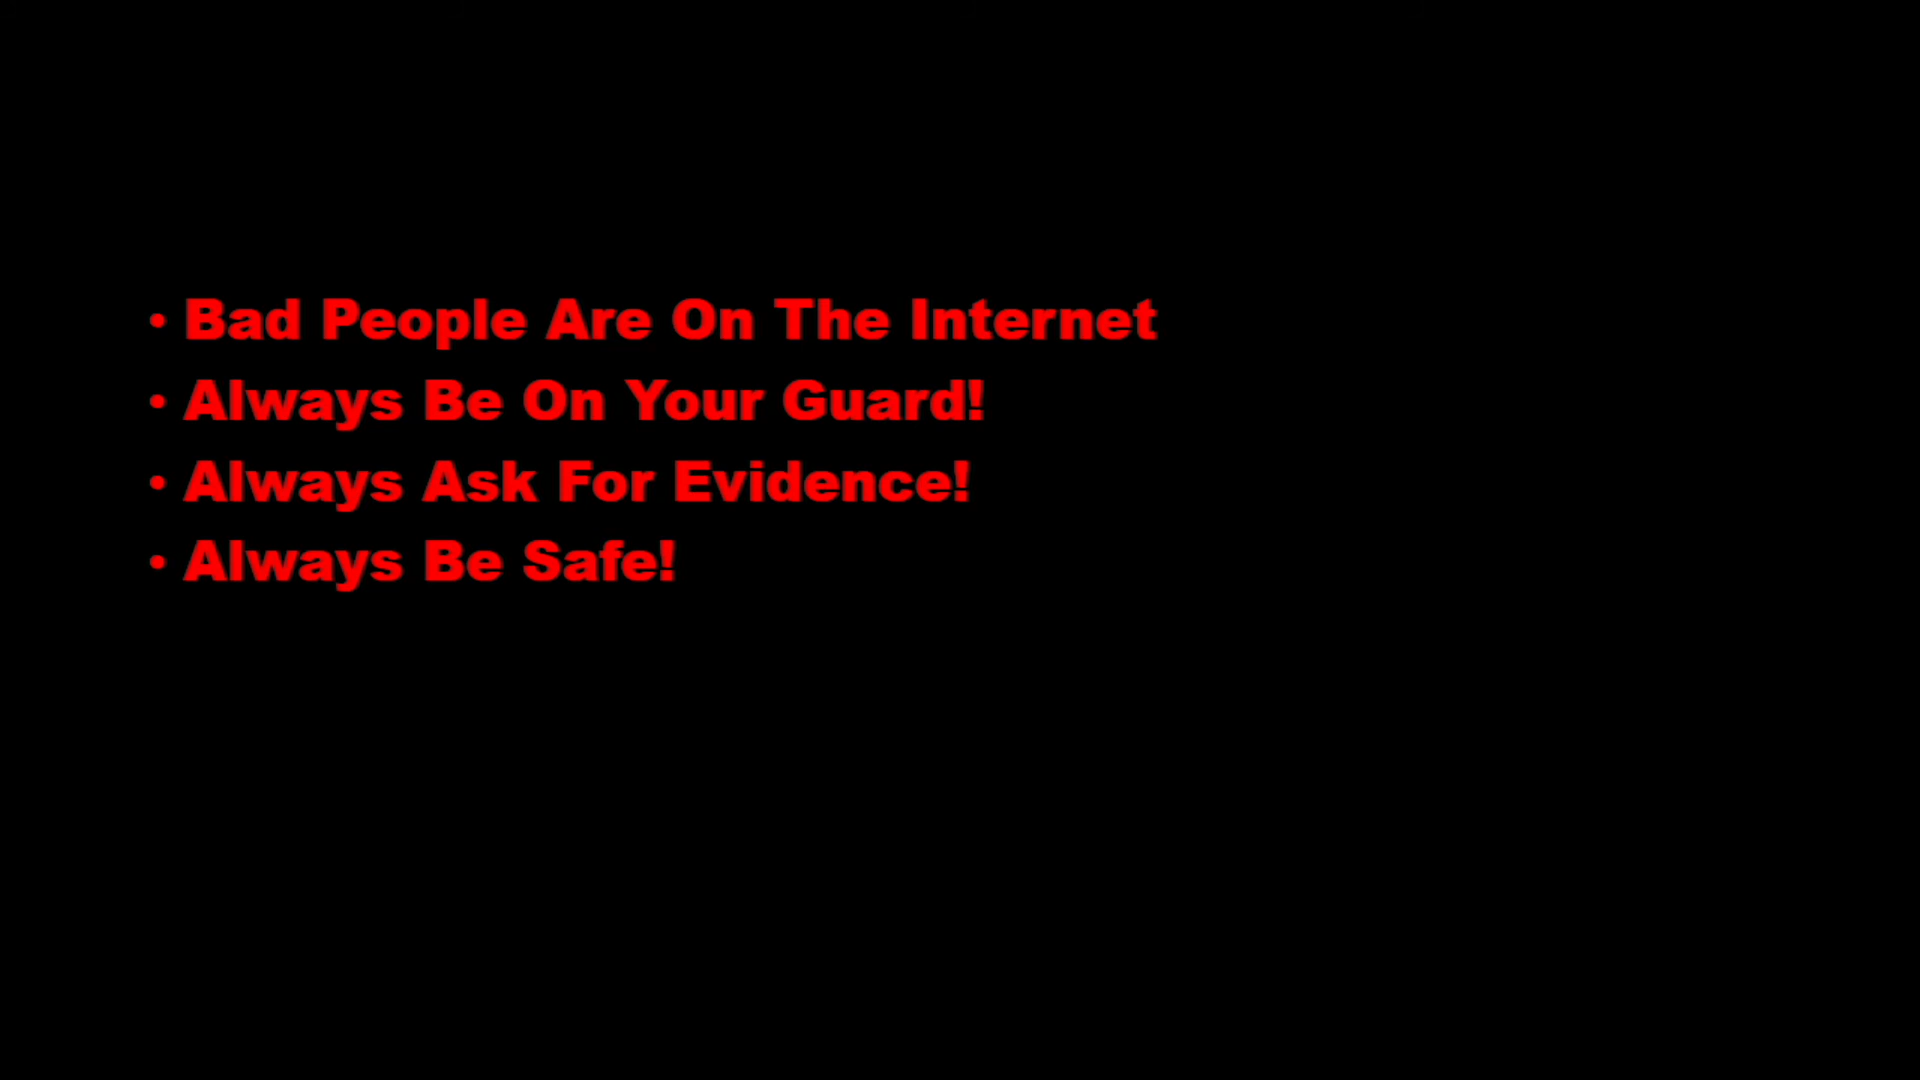 • Bad People Are On The Internet
• Always Be On Your Guard!
• Always Ask For Evidence!
• Always Be Safe!